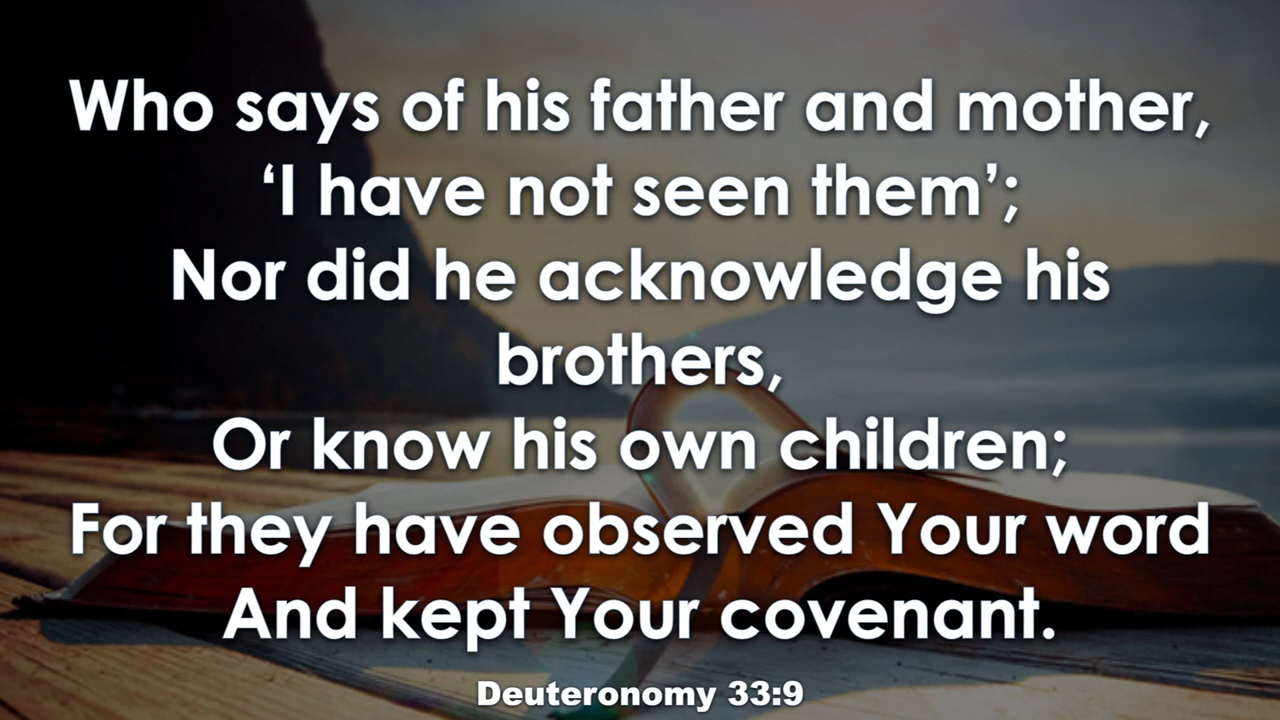 Who says of his father and mother,
‘I have not seen them’;
Nor did he acknowledge his
brothers,
Or know his own children;
For they have observed Your word
And kept Your covenant.
Deuteronomy 33:9